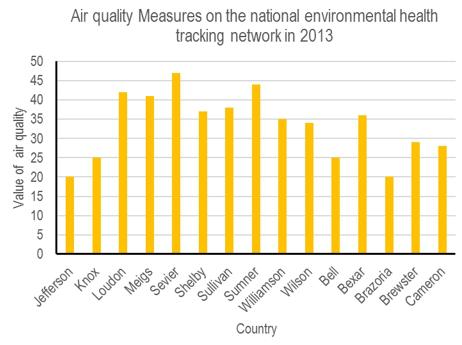 Air quality Measures on the national environmental health
tracking network in 2013
Value of air quality
50
45
40
35
30
25
20
15
10
5
0
Jefferson
Knox
Loudon
Meigs
Sevier
Shelby
Sullivan
Sumner
Williamson
Wilson
Bell
Bexar
Brazoria
Brewster
Cameron
Country